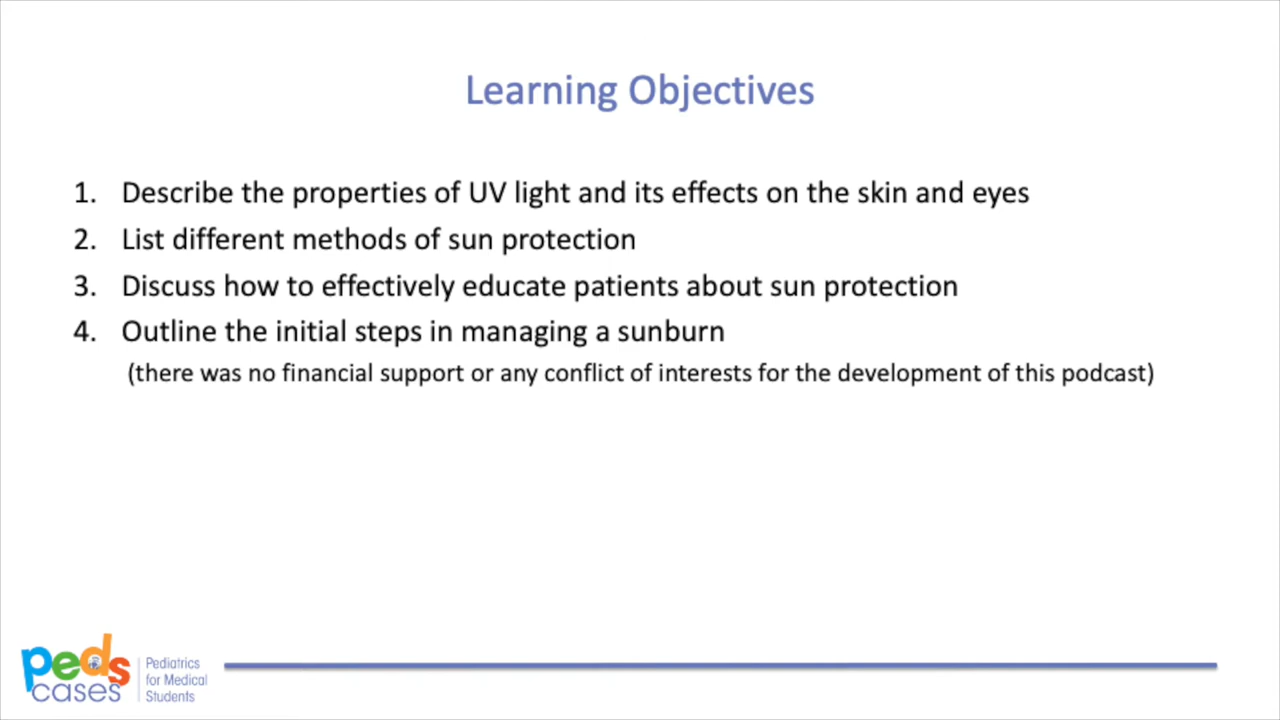 Learning Objectives
1. Describe the properties of UV light and its effects on the skin and eyes
2. List different methods of sun protection
3. Discuss how to effectively educate patients about sun protection
4. Outline the initial steps in managing a sunburn
(there was no financial support or any conflict of interests for the development of this podcast)
peds
cases
Pediatrics
for Medical
Students